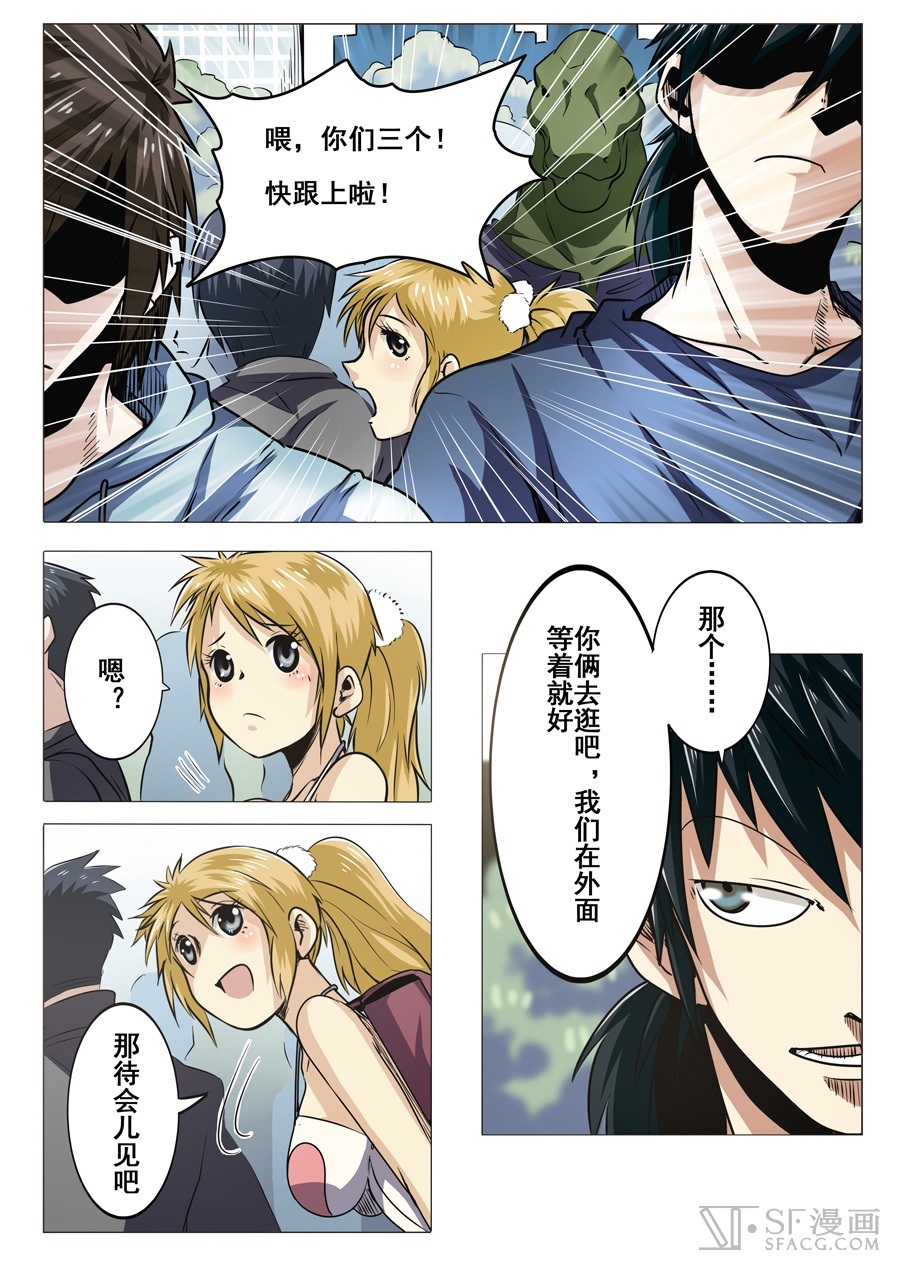 喂，你们三个！
快跟上啦！
那个……
你俩去逛吧，我们在外面
等着就好
嗯？
那待会儿见吧
SF漫画
SFACG.COM